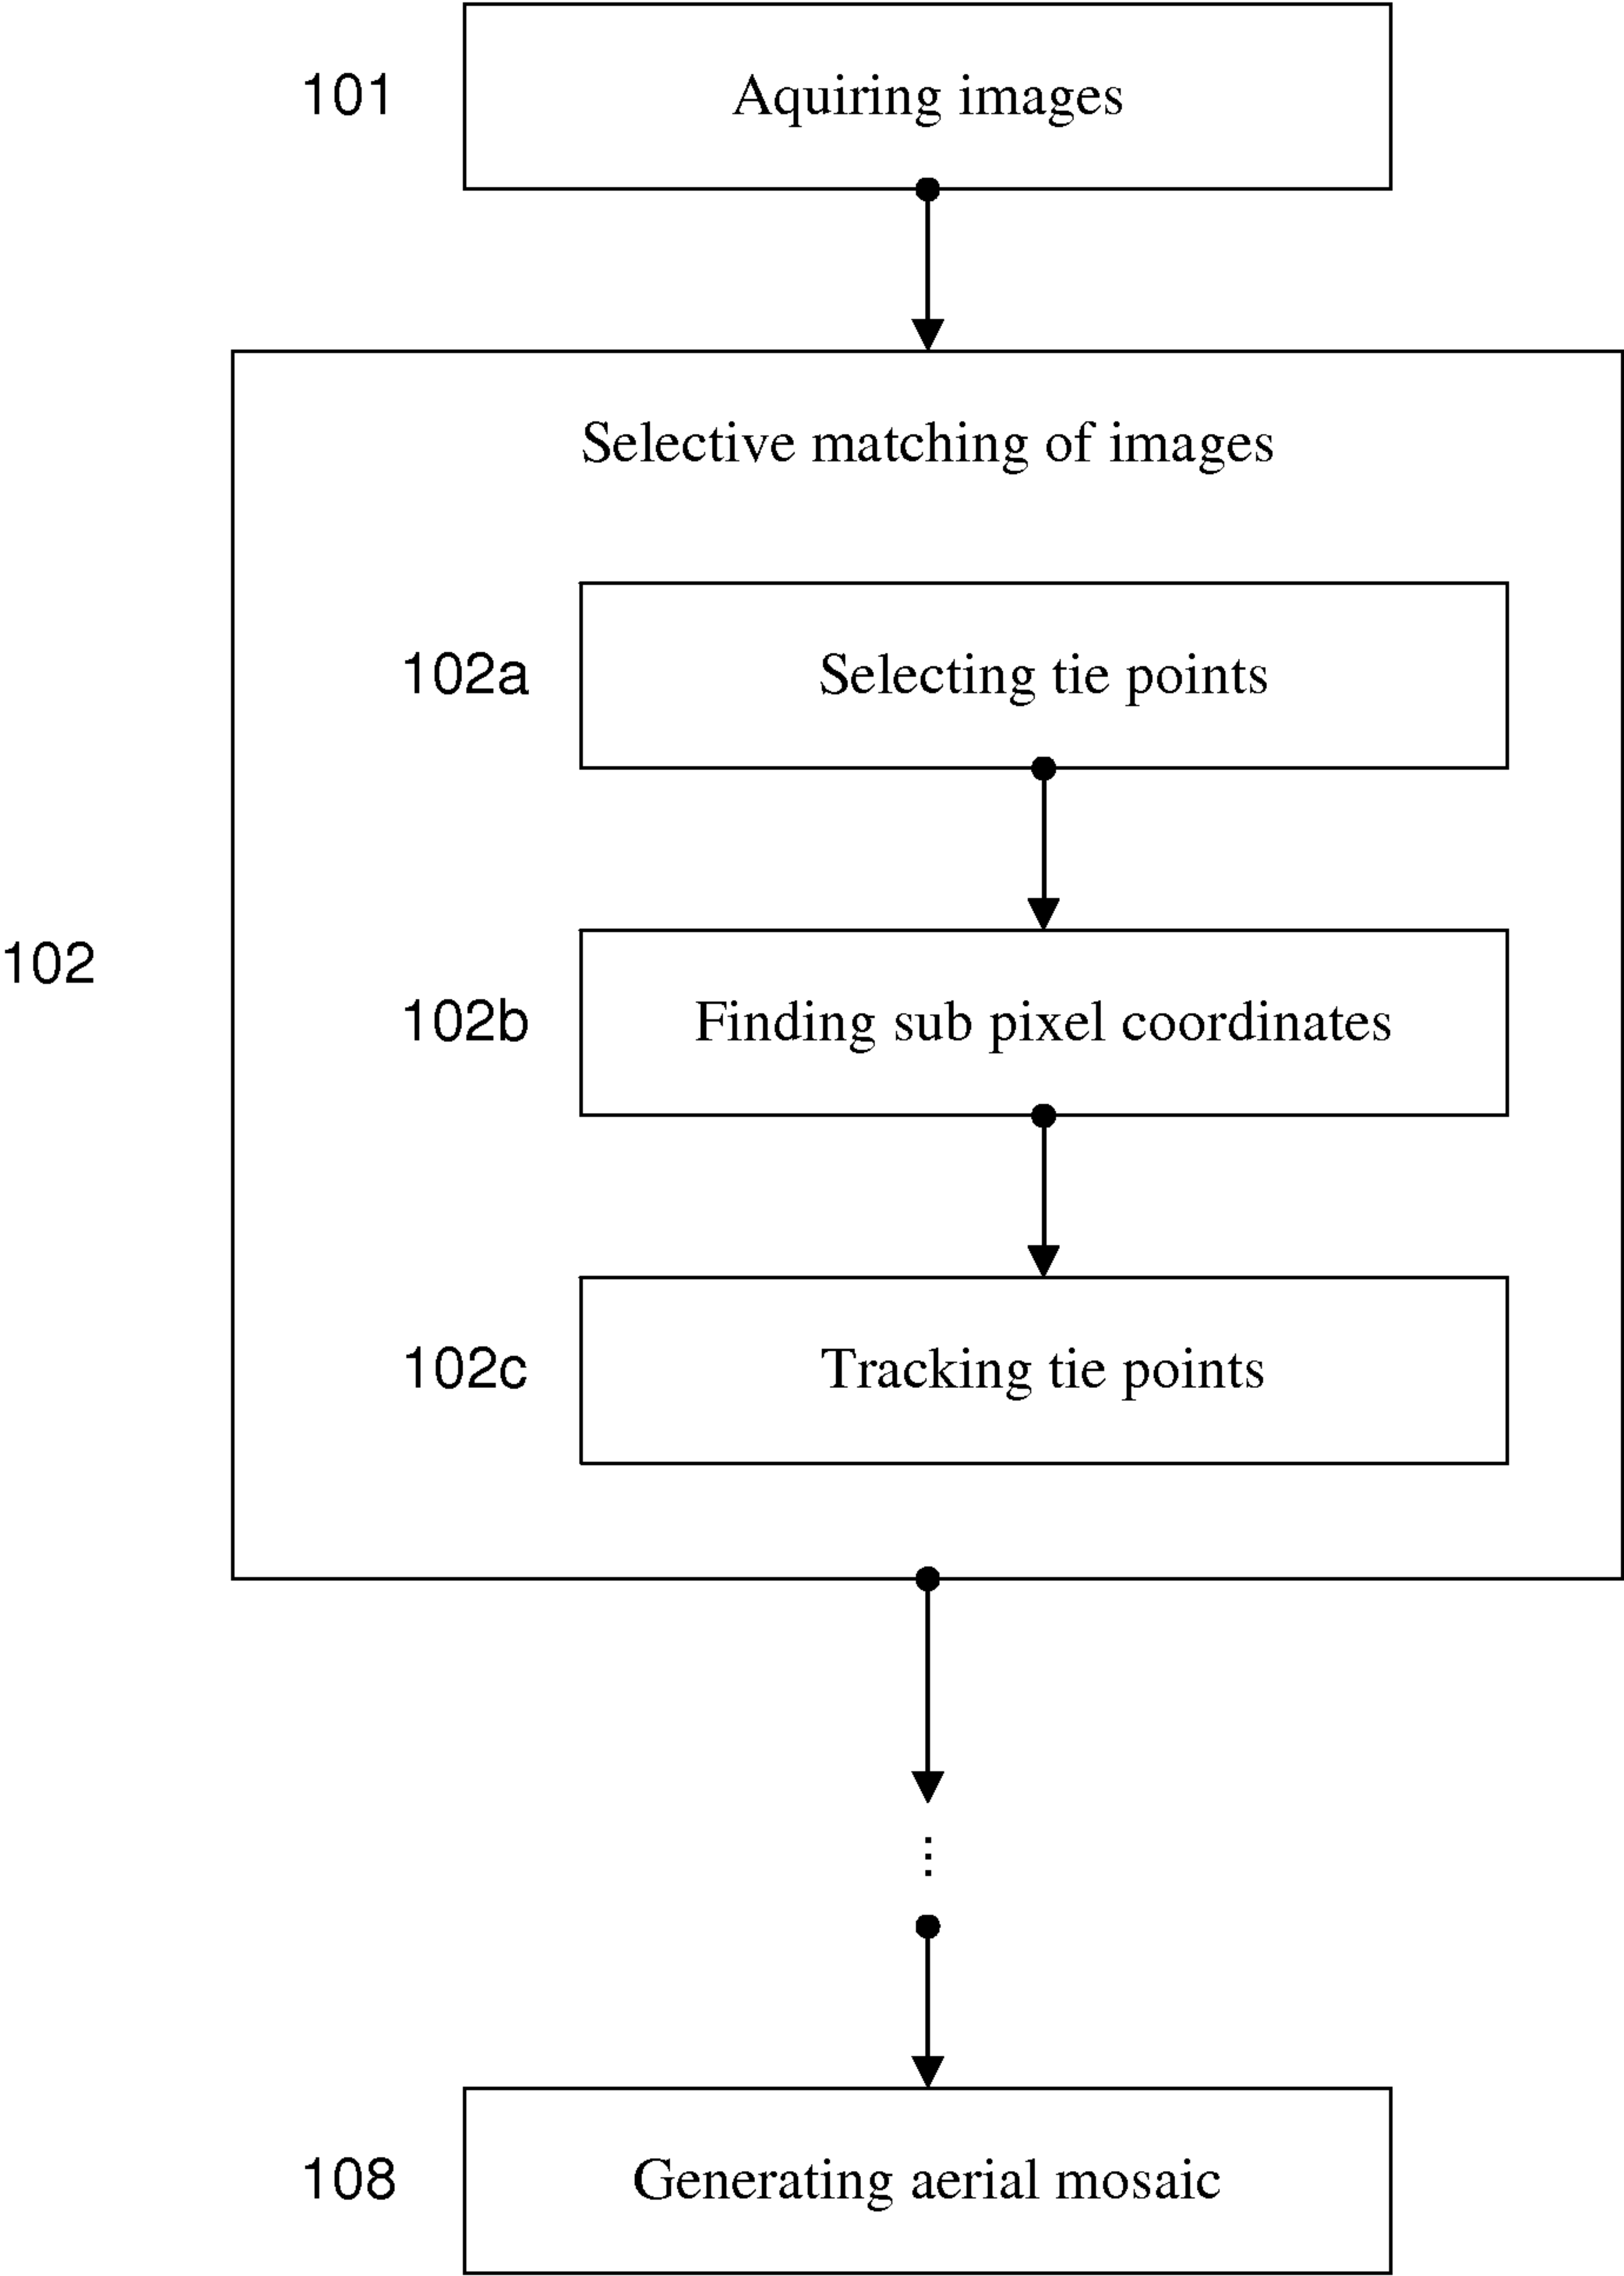 101 Aquiring images
Selective matching of images
102a Selecting tie points
102
102b Finding sub pixel coordinates
102c Tracking tie points
108 Generating aerial mosaic